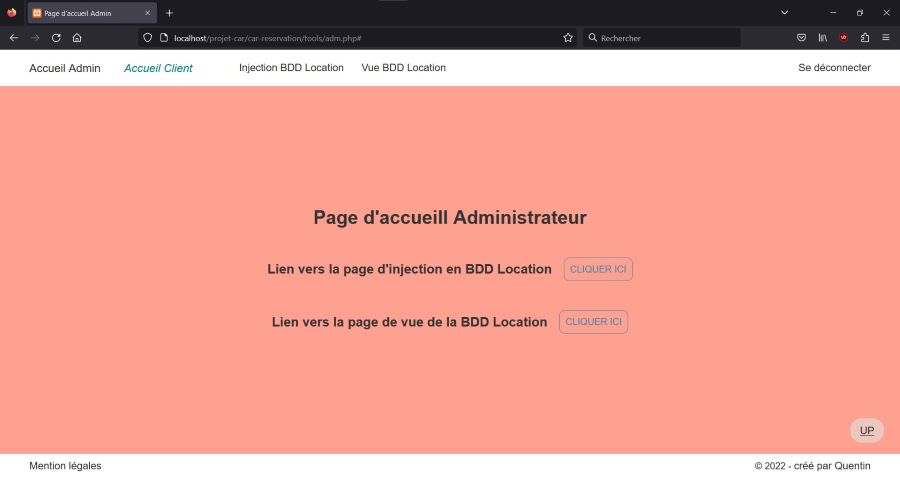 Page d'accueil Admin
localhost/projet-car/car-reservation/tools/adm.php#
Rechercher
Accueil Admin Accueil Client Injection BDD Location Vue BDD Location Se déconnecter
Page d'accueill Administrateur
Lien vers la page d'injection en BDD Location CLIQUER ICI
Lien vers la page de vue de la BDD Location CLIQUER ICI
UP
Mention légales © 2022 - créé par Quentin